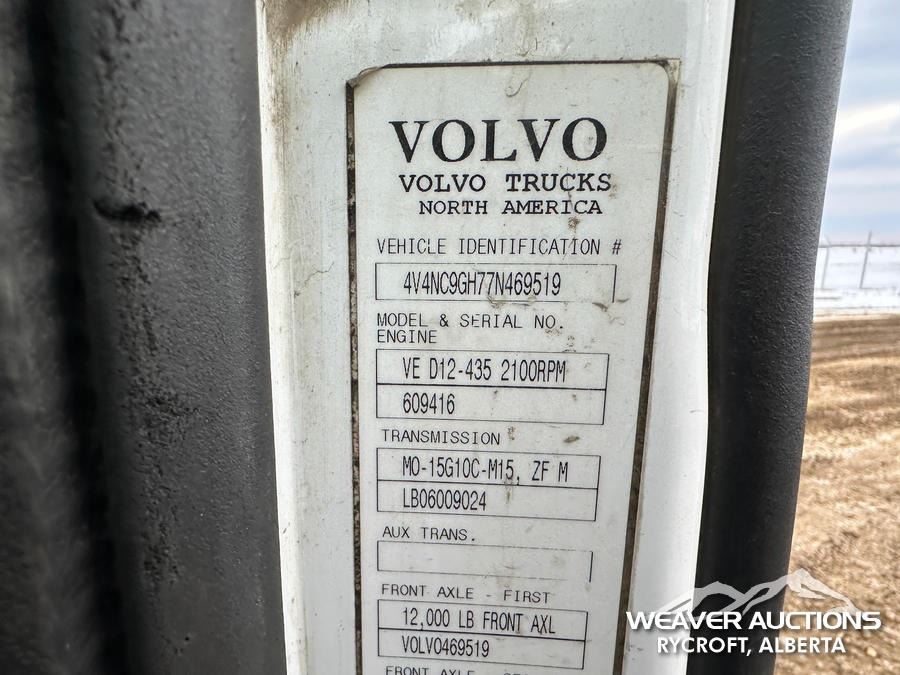 VOLVO
VOLVO TRUCKS
NORTH AMERICA
VEHICLE IDENTIFICATION #
4V4NC9GH77N469519
MODEL & SERIAL NO.
ENGINE
VE D12-435 2100RPM
609416
TRANSMISSION
MO-15G10C-M15, ZF M
LB06009024
AUX TRANS.
FRONT AXLE - FIRST
12,000 LB FRONT AXL
VOLVO469519
FRONT AXLE
WEAVER AUCTIONS
RYCROFT, ALBERTA